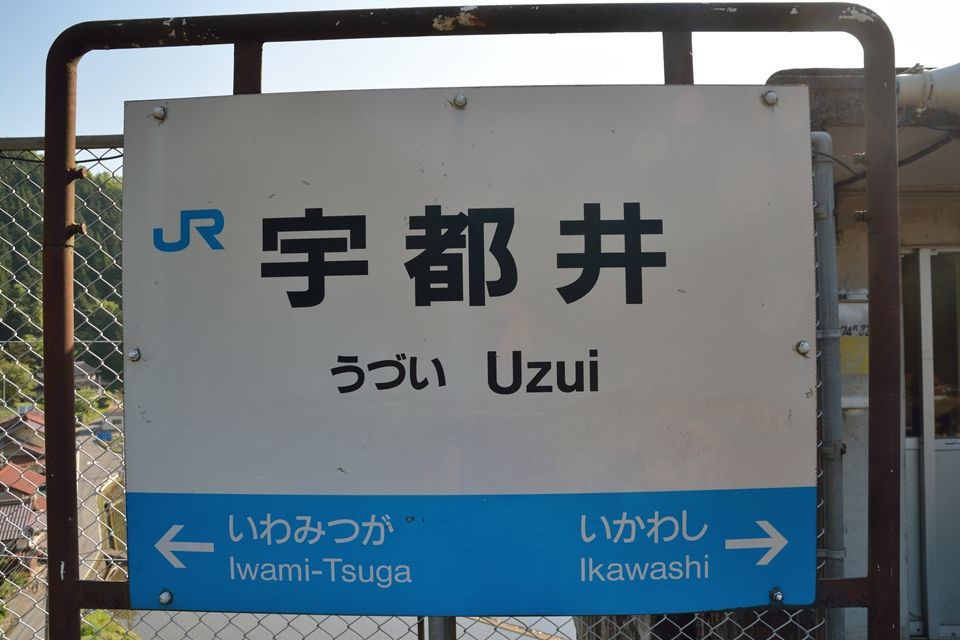 JR 宇都井
うづい Uzui
← いわみつが いかわし →
Iwami-Tsuga Ikawashi